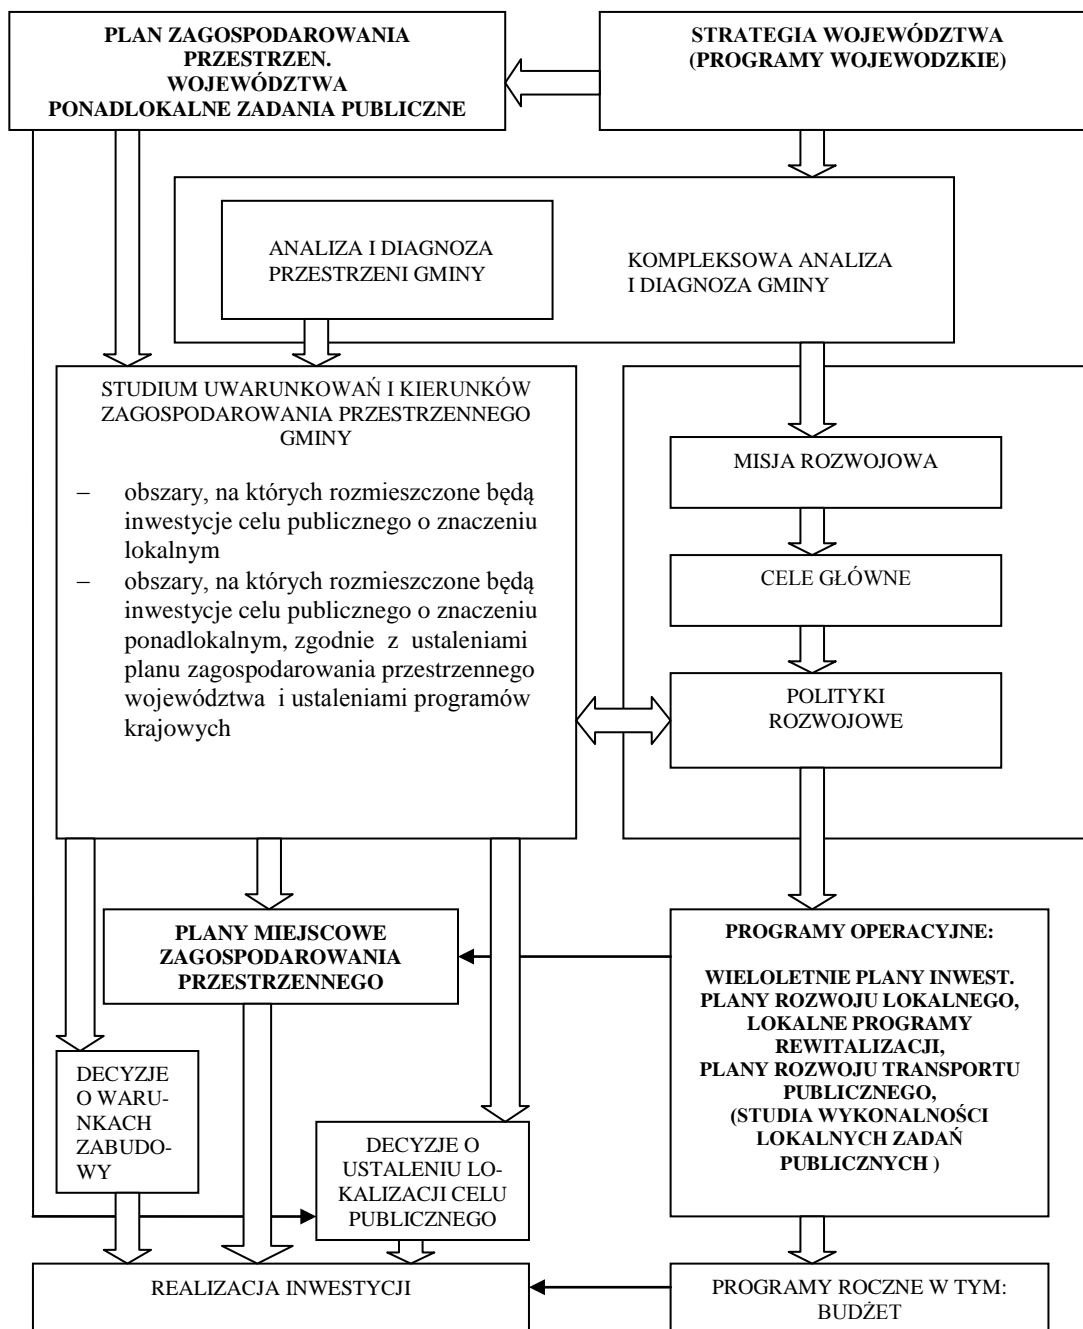 PLAN ZAGOSPODAROWANIA
PRZESTRZEN.
WOJEWÓDZTWA
PONADLOKALNE ZADANIA PUBLICZNE
STRATEGIA WOJEWÓDZTWA
(PROGRAMY WOJEWODZKIE)
ANALIZA I DIAGNOZA
PRZESTRZENI GMINY
KOMPLEKSOWA ANALIZA
I DIAGNOZA GMINY
STUDIUM UWARUNKOWAŃ I KIERUNKÓW
ZAGOSPODAROWANIA PRZESTRZENNEGO
GMINY
– obszary, na których rozmieszczone będą
inwestycje celu publicznego o znaczeniu
lokalnym
– obszary, na których rozmieszczone będą
inwestycje celu publicznego o znaczeniu
ponadlokalnym, zgodnie z ustaleniami
planu zagospodarowania przestrzennego
województwa i ustaleniami programów
krajowych
MISJA ROZWOJOWA
CELE GŁÓWNE
POLITYKI
ROZWOJOWE
PLANY MIEJSCOWE
ZAGOSPODAROWANIA
PRZESTRZENNEGO
PROGRAMY OPERACYJNE:
WIELOLETNIE PLANY INWEST.
PLANY ROZWOJU LOKALNEGO,
LOKALNE PROGRAMY
REWITALIZACJI,
PLANY ROZWOJU TRANSPORTU
PUBLICZNEGO,
(STUDIA WYKONALNOŚCI
LOKALNYCH ZADAŃ
PUBLICZNYCH )
DECYZJE
O WARU-
NKACH
ZABUDO-
WY
DECYZJE O
USTALENIU LO-
KALIZACJI CELU
PUBLICZNEGO
REALIZACJA INWESTYCJI
PROGRAMY ROCZNE W TYM:
BUDŻET